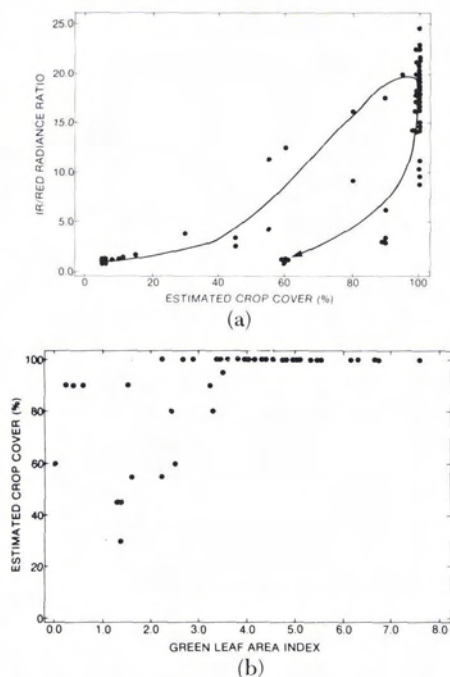 25.0
20.0
15.0
10.0
5.0
0.0
IR/RED RADIANCE RATIO
0 20 40 60 80 100
ESTIMATED CROP COVER (%)
(a)
100
80
60
40
20
0
ESTIMATED CROP COVER (%)
0.0 1.0 2.0 3.0 4.0 5.0 6.0 7.0 8.0
GREEN LEAF AREA INDEX
(b)